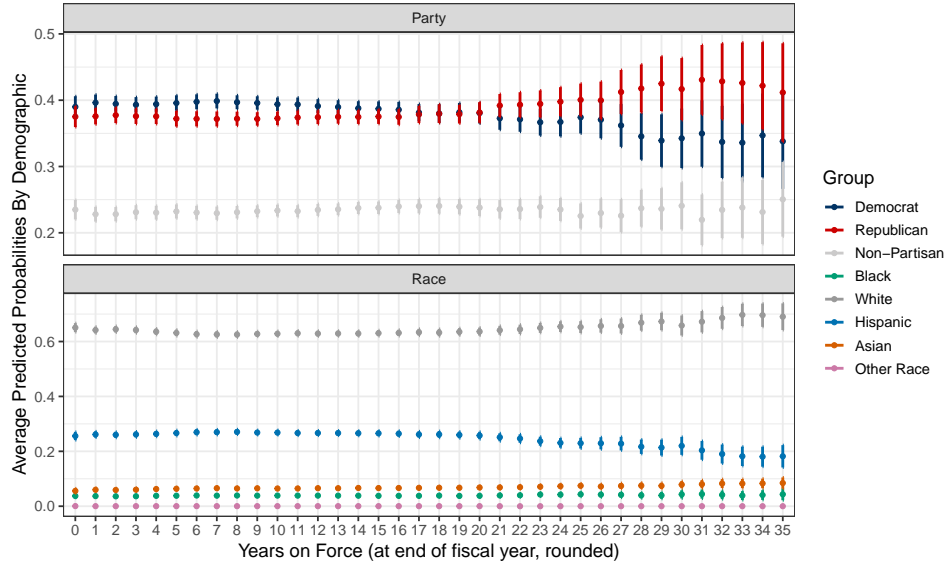 Party
0.5
0.4
0.3
0.2
Race
0.6
0.4
0.2
0.0
0 1 2 3 4 5 6 7 8 9 10 11 12 13 14 15 16 17 18 19 20 21 22 23 24 25 26 27 28 29 30 31 32 33 34 35
Years on Force (at end of fiscal year, rounded)
Average Predicted Probabilities By Demographic
Group
Democrat
Republican
Non−Partisan
Black
White
Hispanic
Asian
Other Race